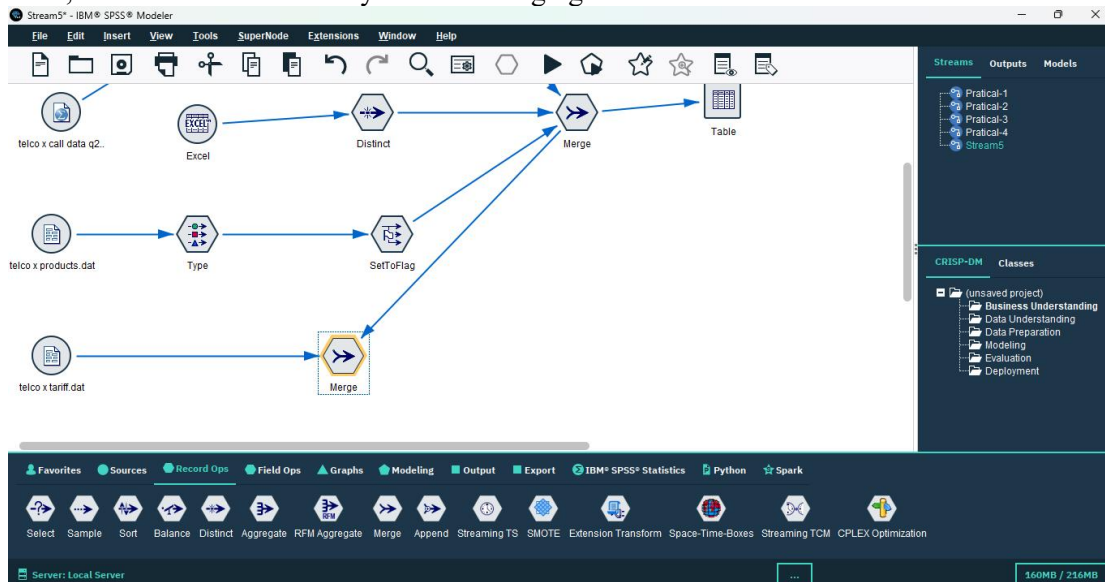 Stream5* - IBM® SPSS® Modeler
File Edit Insert View Tools SuperNode Extensions Window Help
Streams Outputs Models
Pratical-1
Pratical-2
Pratical-3
Pratical-4
Stream5
telco x call data q2..
EXCEL
Excel
Distinct
Merge
Table
telco x products.dat
Type
SetToFlag
telco x tariff.dat
Merge
CRISP-DM Classes
(unsaved project)
Business Understanding
Data Understanding
Data Preparation
Modeling
Evaluation
Deployment
Favorites Sources Record Ops Field Ops Graphs Modeling Output Export IBM® SPSS® Statistics Python Spark
RFM
Select Sample Sort Balance Distinct Aggregate RFM Aggregate Merge Append Streaming TS SMOTE Extension Transform Space-Time-Boxes Streaming TCM CPLEX Optimization
Server: Local Server
...
160MB / 216MB